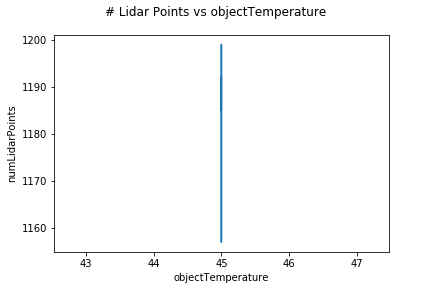 # Lidar Points vs objectTemperature
1200
1190
1180
1170
1160
numLidarPoints
43 44 45 46 47
objectTemperature